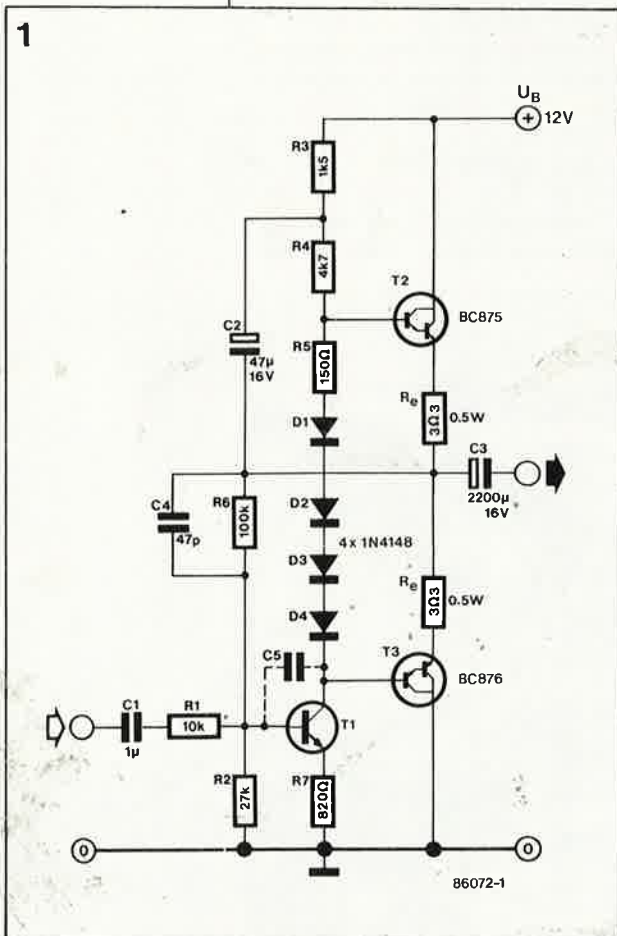 1
U_B
+ 12V
R3
1k5
R4
4k7
T2
BC875
C2
47µ
16V
R5
150Ω
R_e
3Ω3
0.5W
D1
C3
2200µ
16V
C4
47p
R6
100k
D2
4 x 1N4148
D3
R_e
3Ω3
0.5W
D4
C5
T3
BC876
C1
1µ
R1
10k
T1
R2
27k
R7
820Ω
0
0
86072-1